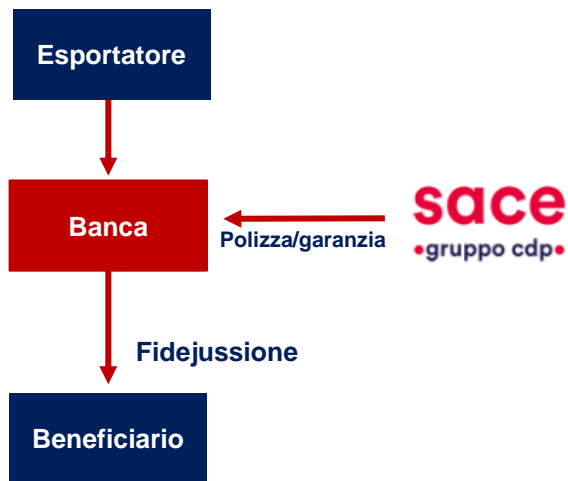 Esportatore
Banca
Polizza/garanzia
sace
•gruppo cdp•
Fidejussione
Beneficiario